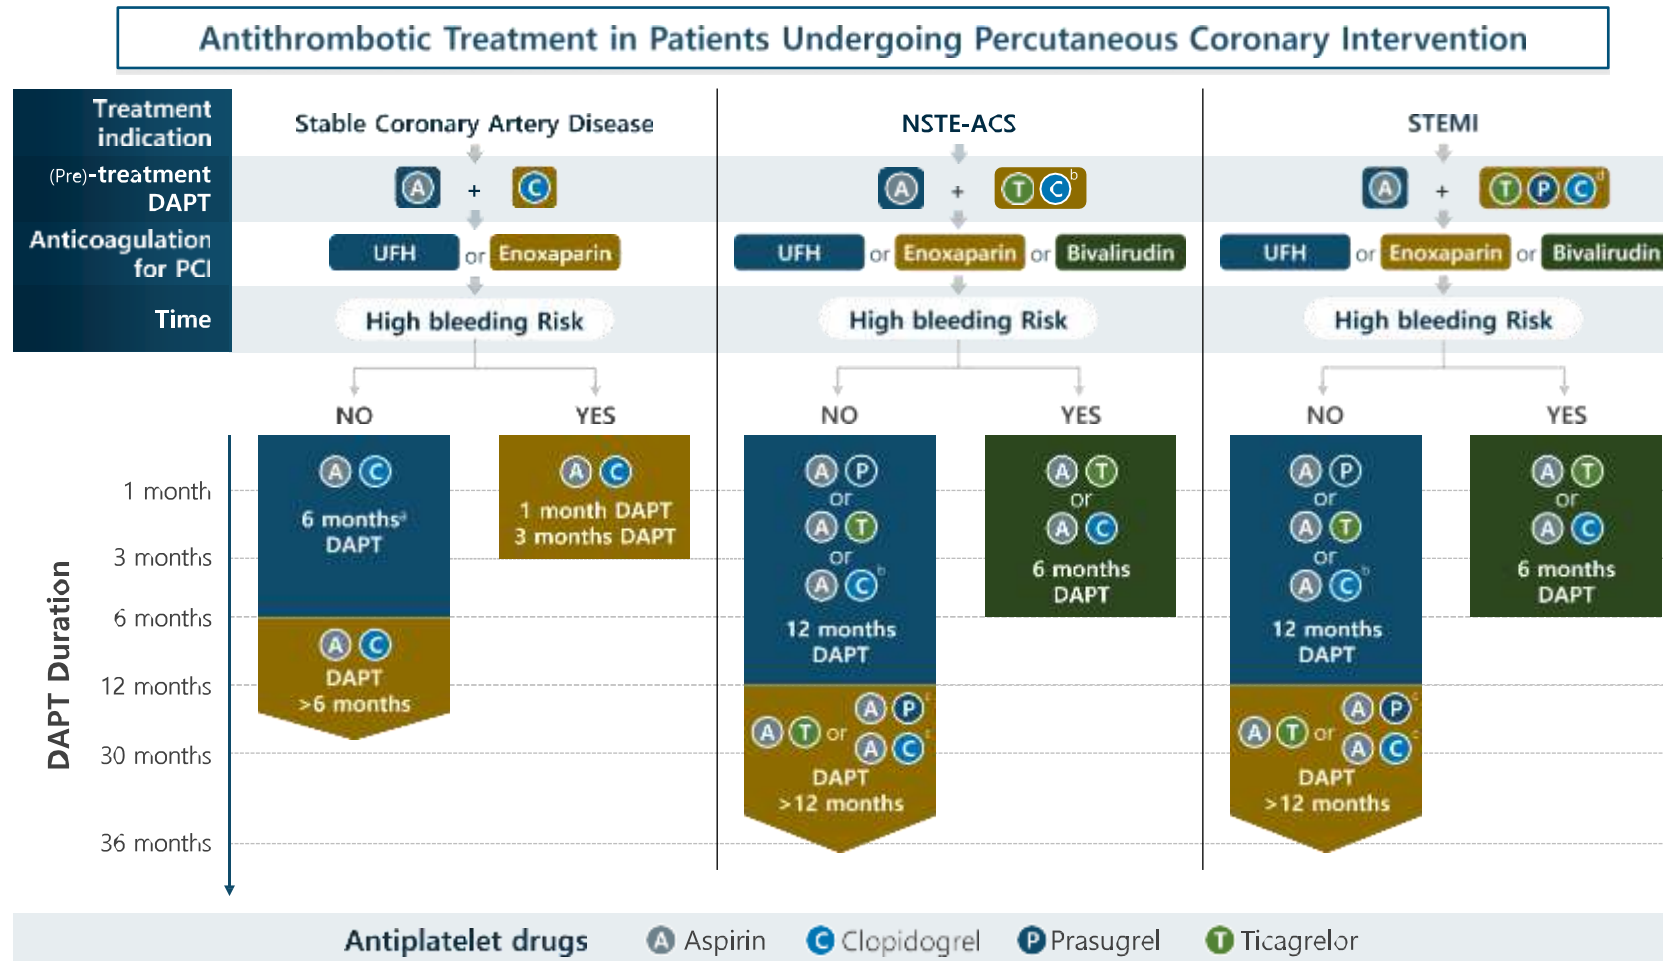 Antithrombotic Treatment in Patients Undergoing Percutaneous Coronary Intervention
Treatment
indication
Stable Coronary Artery Disease
NSTE-ACS
STEMI
(Pre)-treatment
DAPT
A + C
A + T C b
A + T P C d
Anticoagulation
for PCI
UFH or Enoxaparin
UFH or Enoxaparin or Bivalirudin
UFH or Enoxaparin or Bivalirudin
Time
High bleeding Risk
High bleeding Risk
High bleeding Risk
NO
YES
NO
YES
NO
YES
DAPT Duration
1 month
3 months
6 months
12 months
30 months
36 months
A C
6 months a
DAPT
A C
DAPT
>6 months
A C
1 month DAPT
3 months DAPT
A P
or
A T
or
A C b
12 months
DAPT
A P c
A T or
A C c
DAPT
>12 months
A T
or
A C
6 months
DAPT
A P
or
A T
or
A C b
12 months
DAPT
A P c
A T or
A C c
DAPT
>12 months
A T
or
A C
6 months
DAPT
Antiplatelet drugs A Aspirin C Clopidogrel P Prasugrel T Ticagrelor